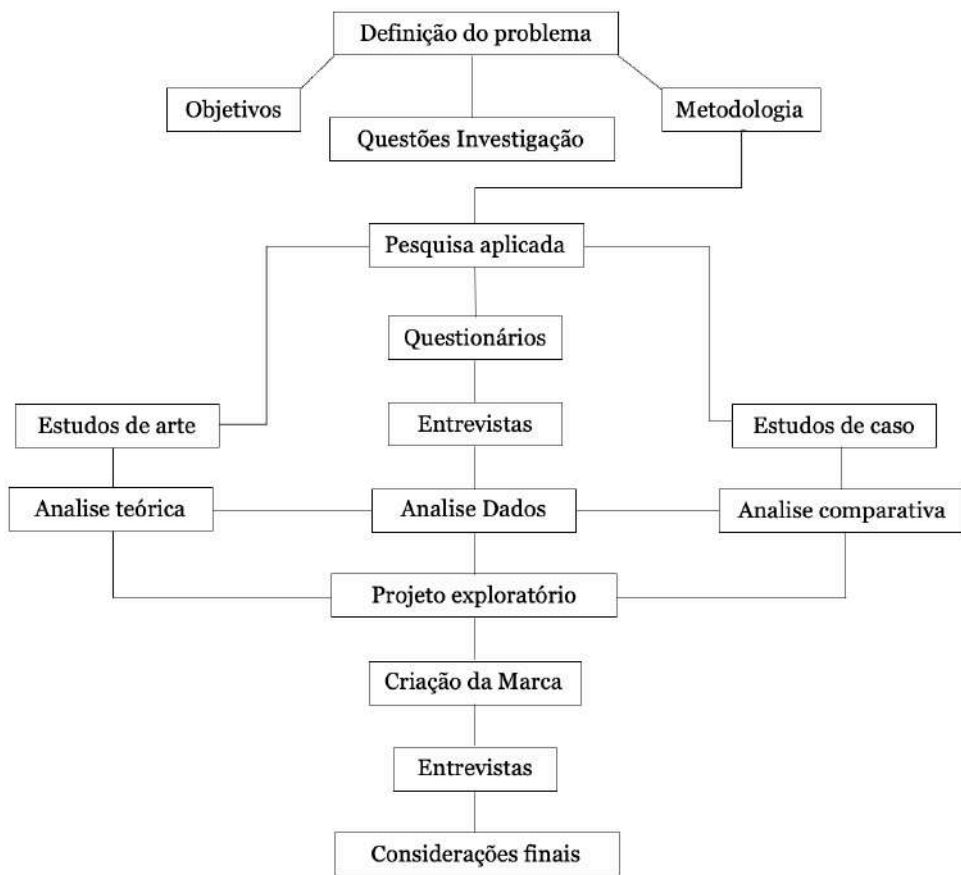 Definição do problema
Objetivos
Metodologia
Questões Investigação
Pesquisa aplicada
Questionários
Estudos de arte
Entrevistas
Estudos de caso
Analise teórica
Analise Dados
Analise comparativa
Projeto exploratório
Criação da Marca
Entrevistas
Considerações finais